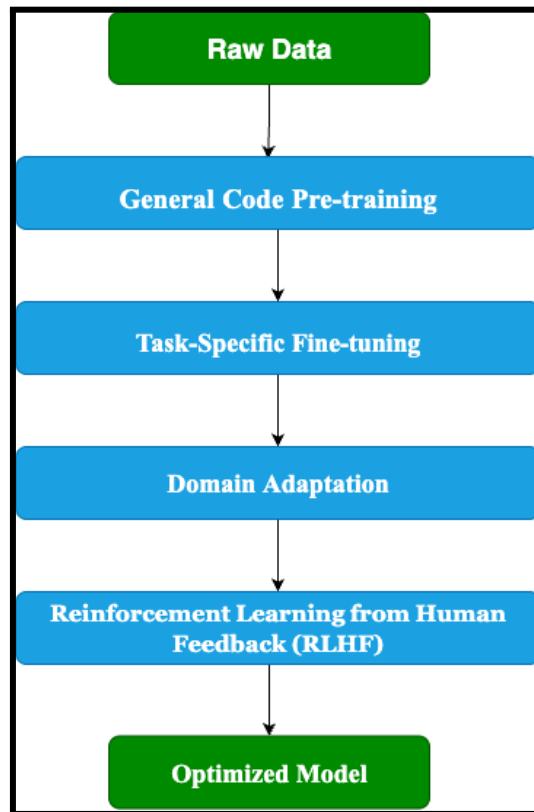 Raw Data
General Code Pre-training
Task-Specific Fine-tuning
Domain Adaptation
Reinforcement Learning from Human
Feedback (RLHF)
Optimized Model